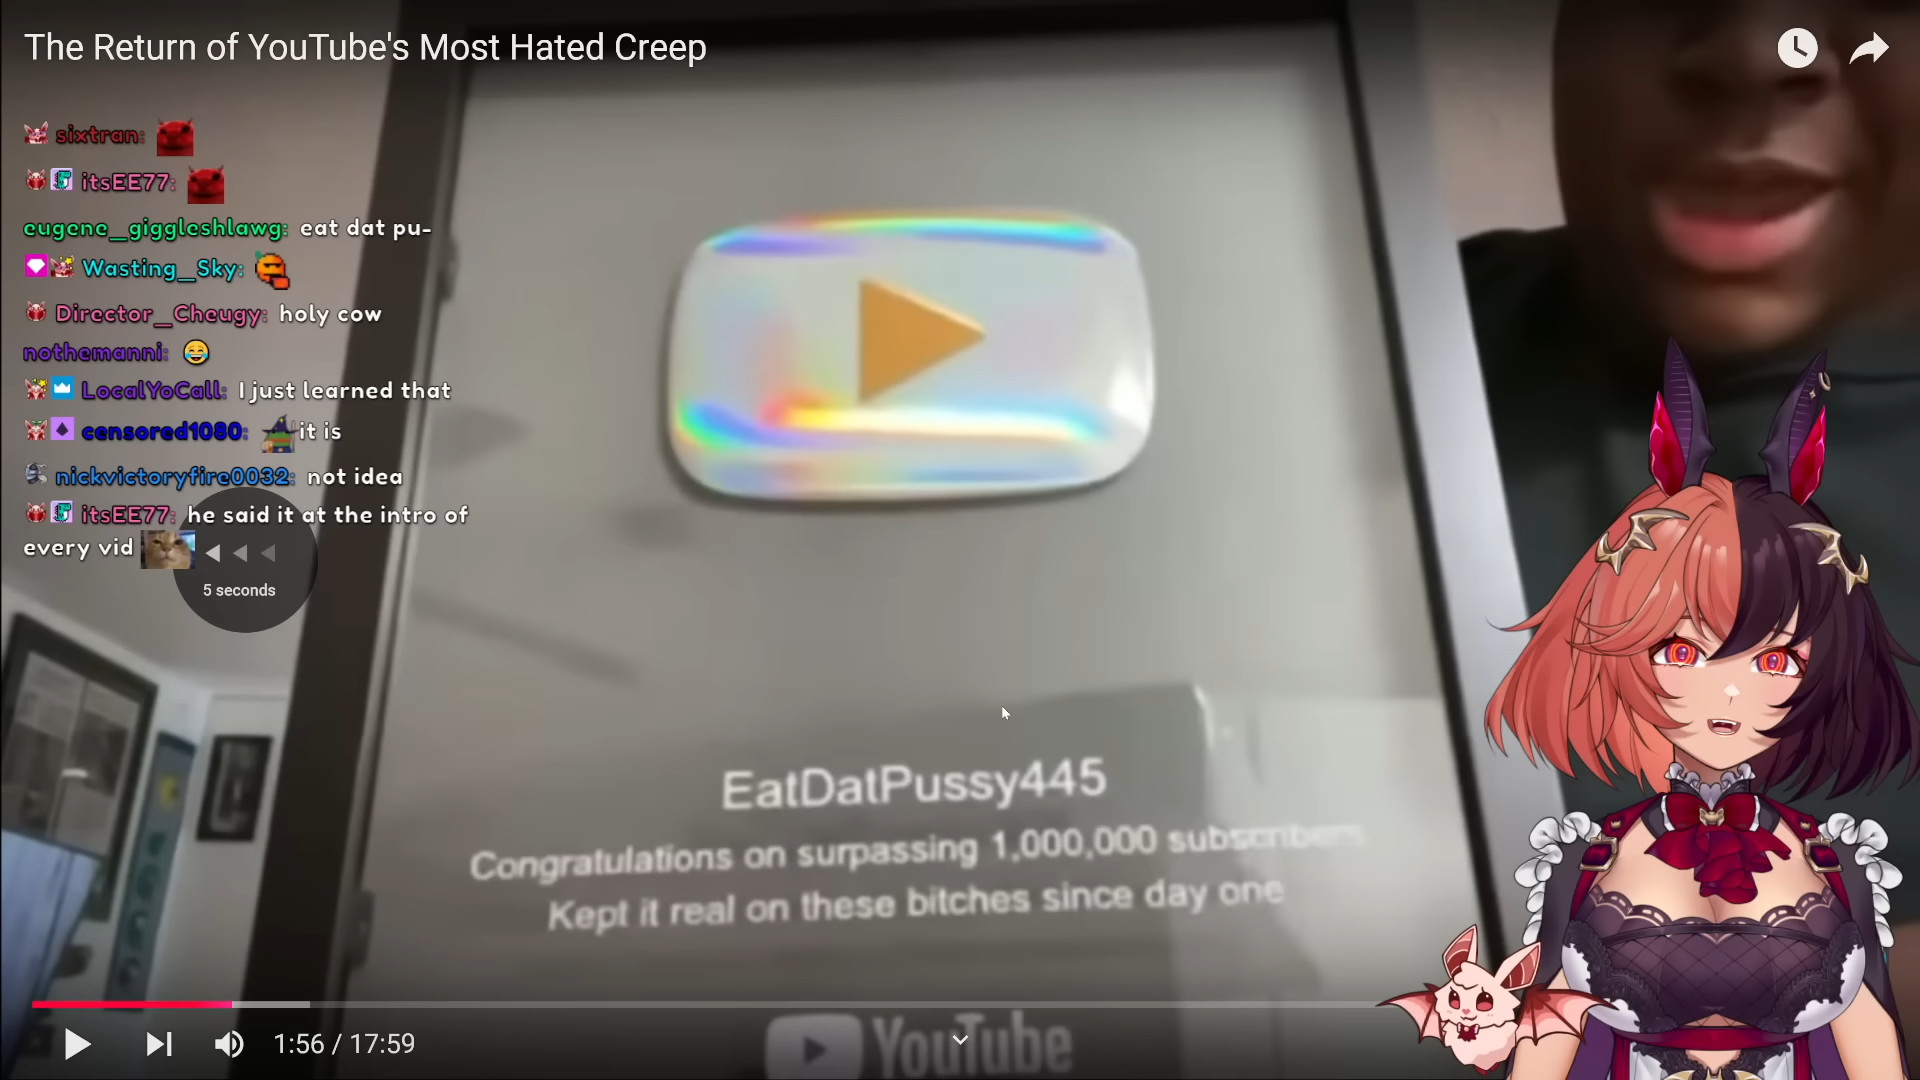 The Return of YouTube's Most Hated Creep
sixtran:
itsEE77:
eugene_giggleshlawg: eat dat pu-
Wasting_Sky:
Director_Cheugy: holy cow
nothemanni: 😂
LocalYoCall: I just learned that
censored1080: it is
nickvictoryfire0032: not idea
itsEE77: he said it at the intro of
every vid
5 seconds
EatDatPussy445
Congratulations on surpassing 1,000,000 subscribers
Kept it real on these bitches since day one
YouTube
1:56 / 17:59